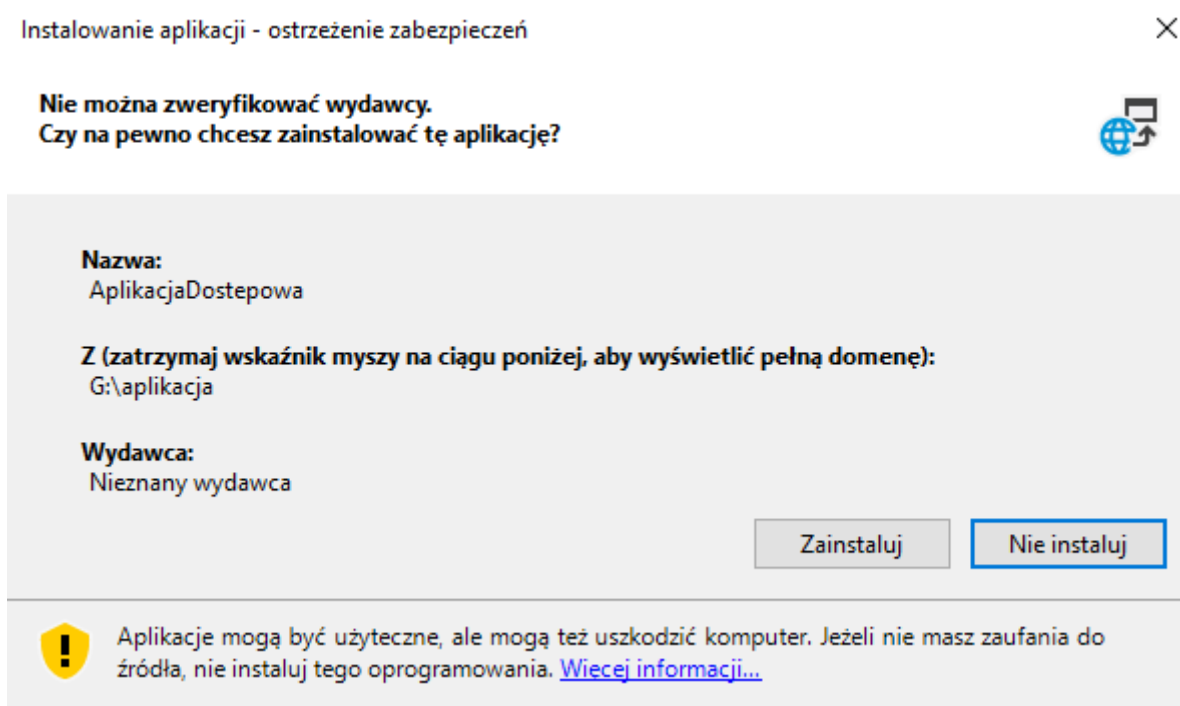 Instalowanie aplikacji - ostrzeżenie zabezpieczeń
Nie można zweryfikować wydawcy.
Czy na pewno chcesz zainstalować tę aplikację?
Nazwa:
AplikacjaDostepowa
Z (zatrzymaj wskaźnik myszy na ciągu poniżej, aby wyświetlić pełną domenę):
G:\aplikacja
Wydawca:
Nieznany wydawca
Zainstaluj Nie instaluj
Aplikacje mogą być użyteczne, ale mogą też uszkodzić komputer. Jeżeli nie masz zaufania do
źródła, nie instaluj tego oprogramowania. Więcej informacji...